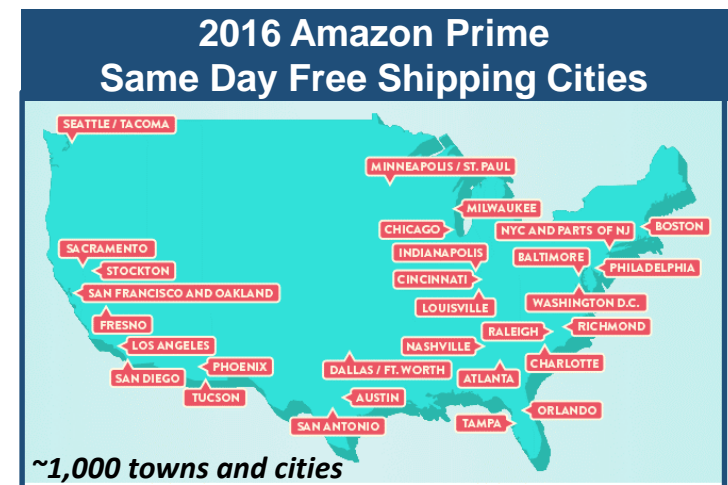 2016 Amazon Prime
Same Day Free Shipping Cities
SEATTLE / TACOMA
MINNEAPOLIS / ST. PAUL
MILWAUKEE
CHICAGO
NYC AND PARTS OF NJ
BOSTON
SACRAMENTO
INDIANAPOLIS
BALTIMORE
STOCKTON
CINCINNATI
PHILADELPHIA
SAN FRANCISCO AND OAKLAND
LOUISVILLE
WASHINGTON D.C.
FRESNO
RALEIGH
RICHMOND
LOS ANGELES
NASHVILLE
CHARLOTTE
PHOENIX
DALLAS / FT. WORTH
SAN DIEGO
ATLANTA
TUCSON
AUSTIN
ORLANDO
SAN ANTONIO
TAMPA
~1,000 towns and cities